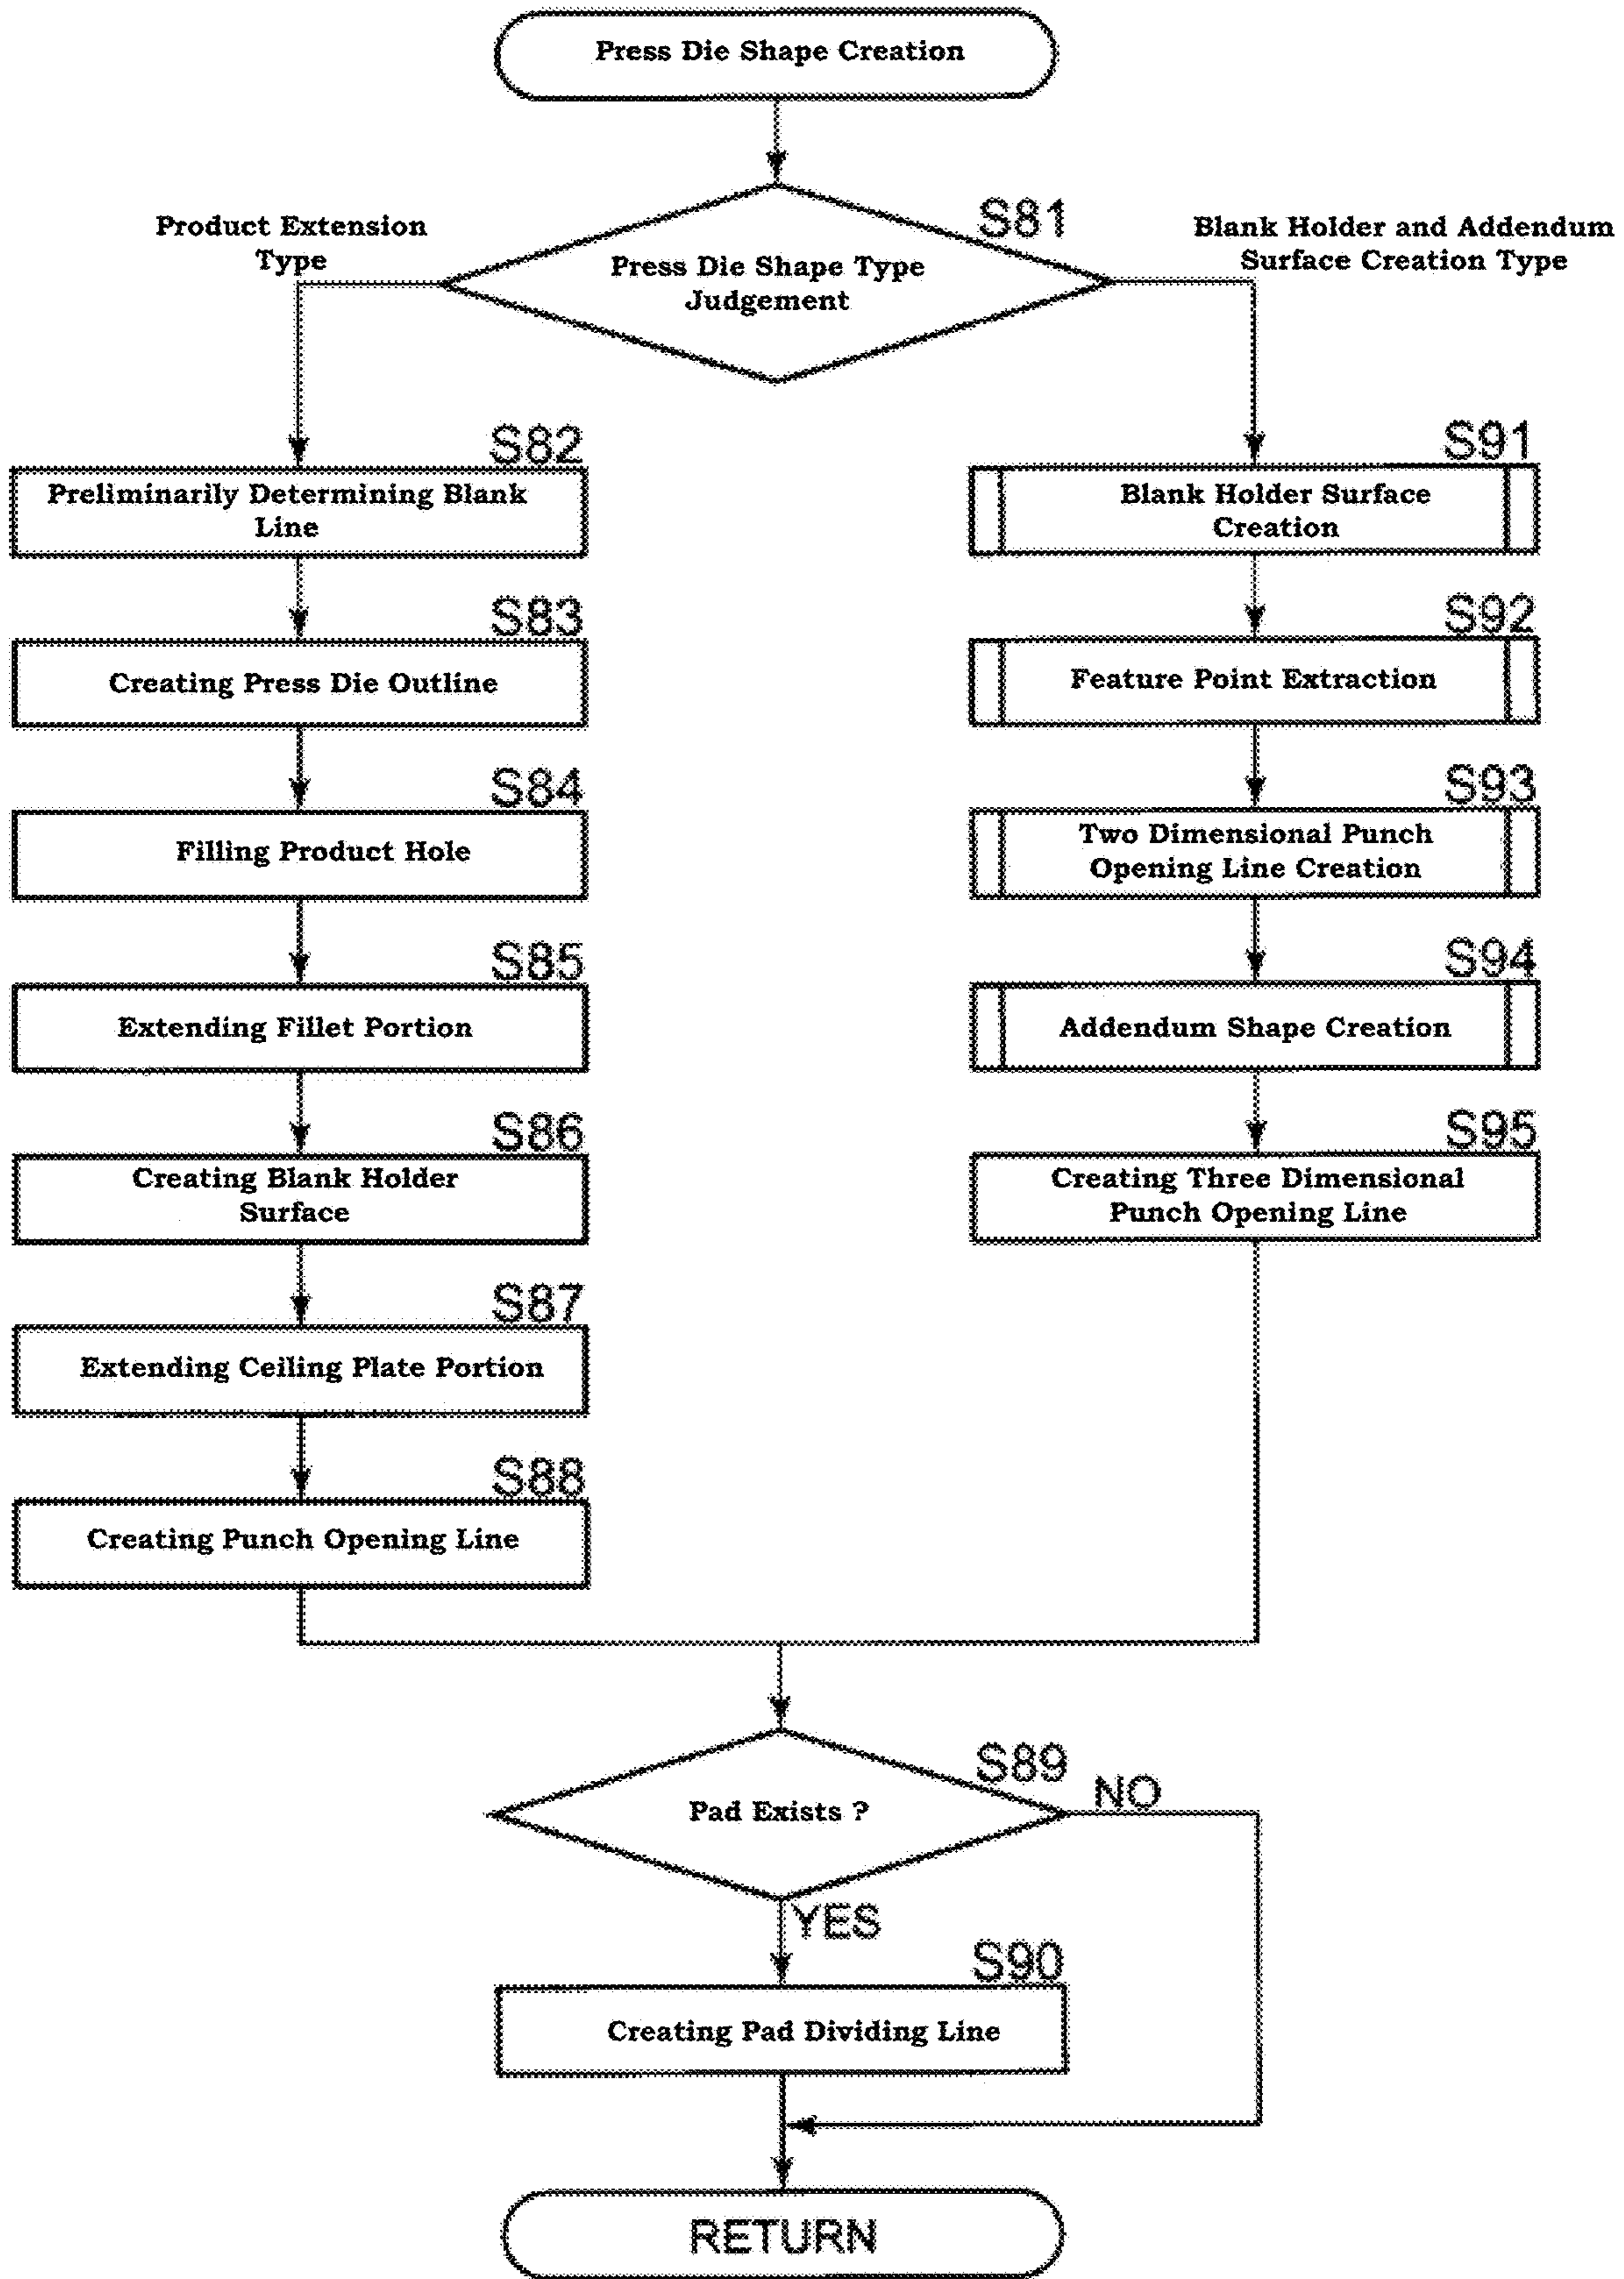 Press Die Shape Creation
S81
Product Extension
Type
Blank Holder and Addendum
Surface Creation Type
Press Die Shape Type
Judgement
S82
Preliminarily Determining Blank
Line
S83
Creating Press Die Outline
S84
Filling Product Hole
S85
Extending Fillet Portion
S86
Creating Blank Holder
Surface
S87
Extending Ceiling Plate Portion
S88
Creating Punch Opening Line
S91
Blank Holder Surface
Creation
S92
Feature Point Extraction
S93
Two Dimensional Punch
Opening Line Creation
S94
Addendum Shape Creation
S95
Creating Three Dimensional
Punch Opening Line
S89
Pad Exists ?
NO
YES
S90
Creating Pad Dividing Line
RETURN